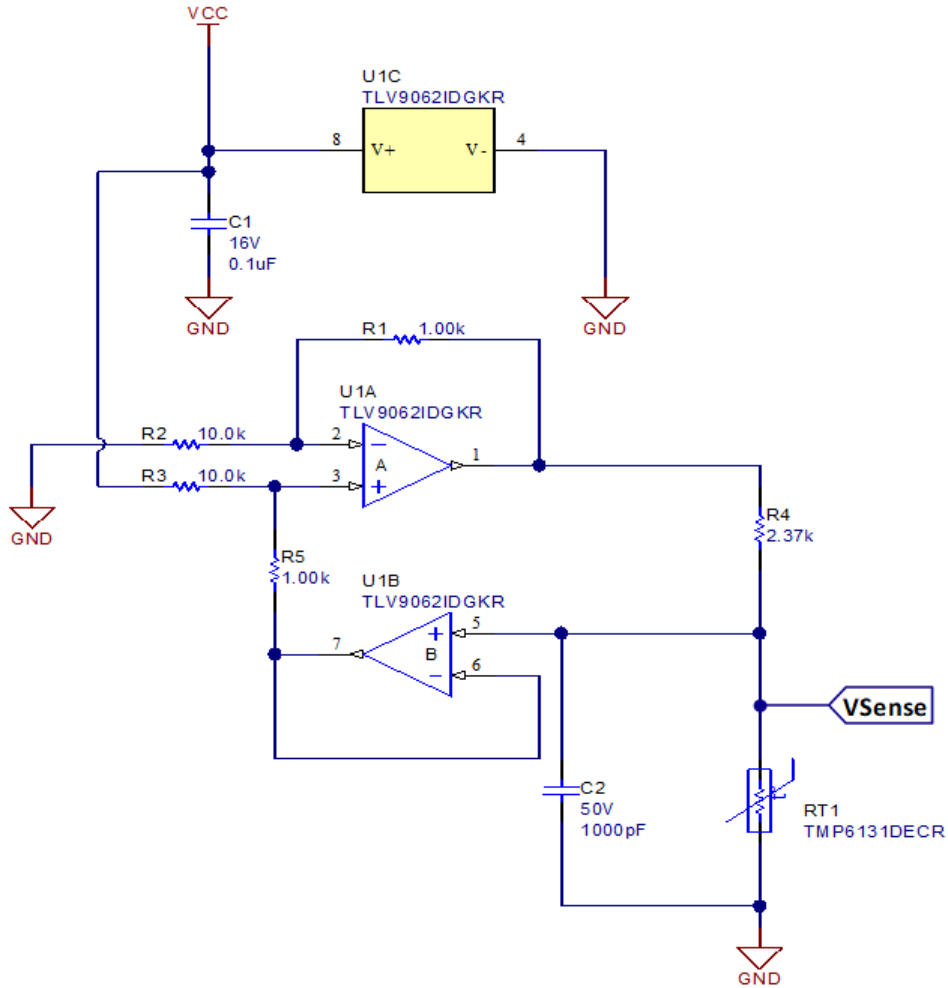 VCC
U1C
TLV9062IDGKR
8
V+
V-
4
C1
16V
0.1uF
GND
GND
R1
1.00k
U1A
TLV9062IDGKR
R2
10.0k
2
−
A
1
R3
10.0k
3
+
GND
R4
2.37k
R5
1.00k
U1B
TLV9062IDGKR
7
+
5
B
−
6
VSense
C2
50V
1000pF
RT1
TMP6131DECR
t
GND